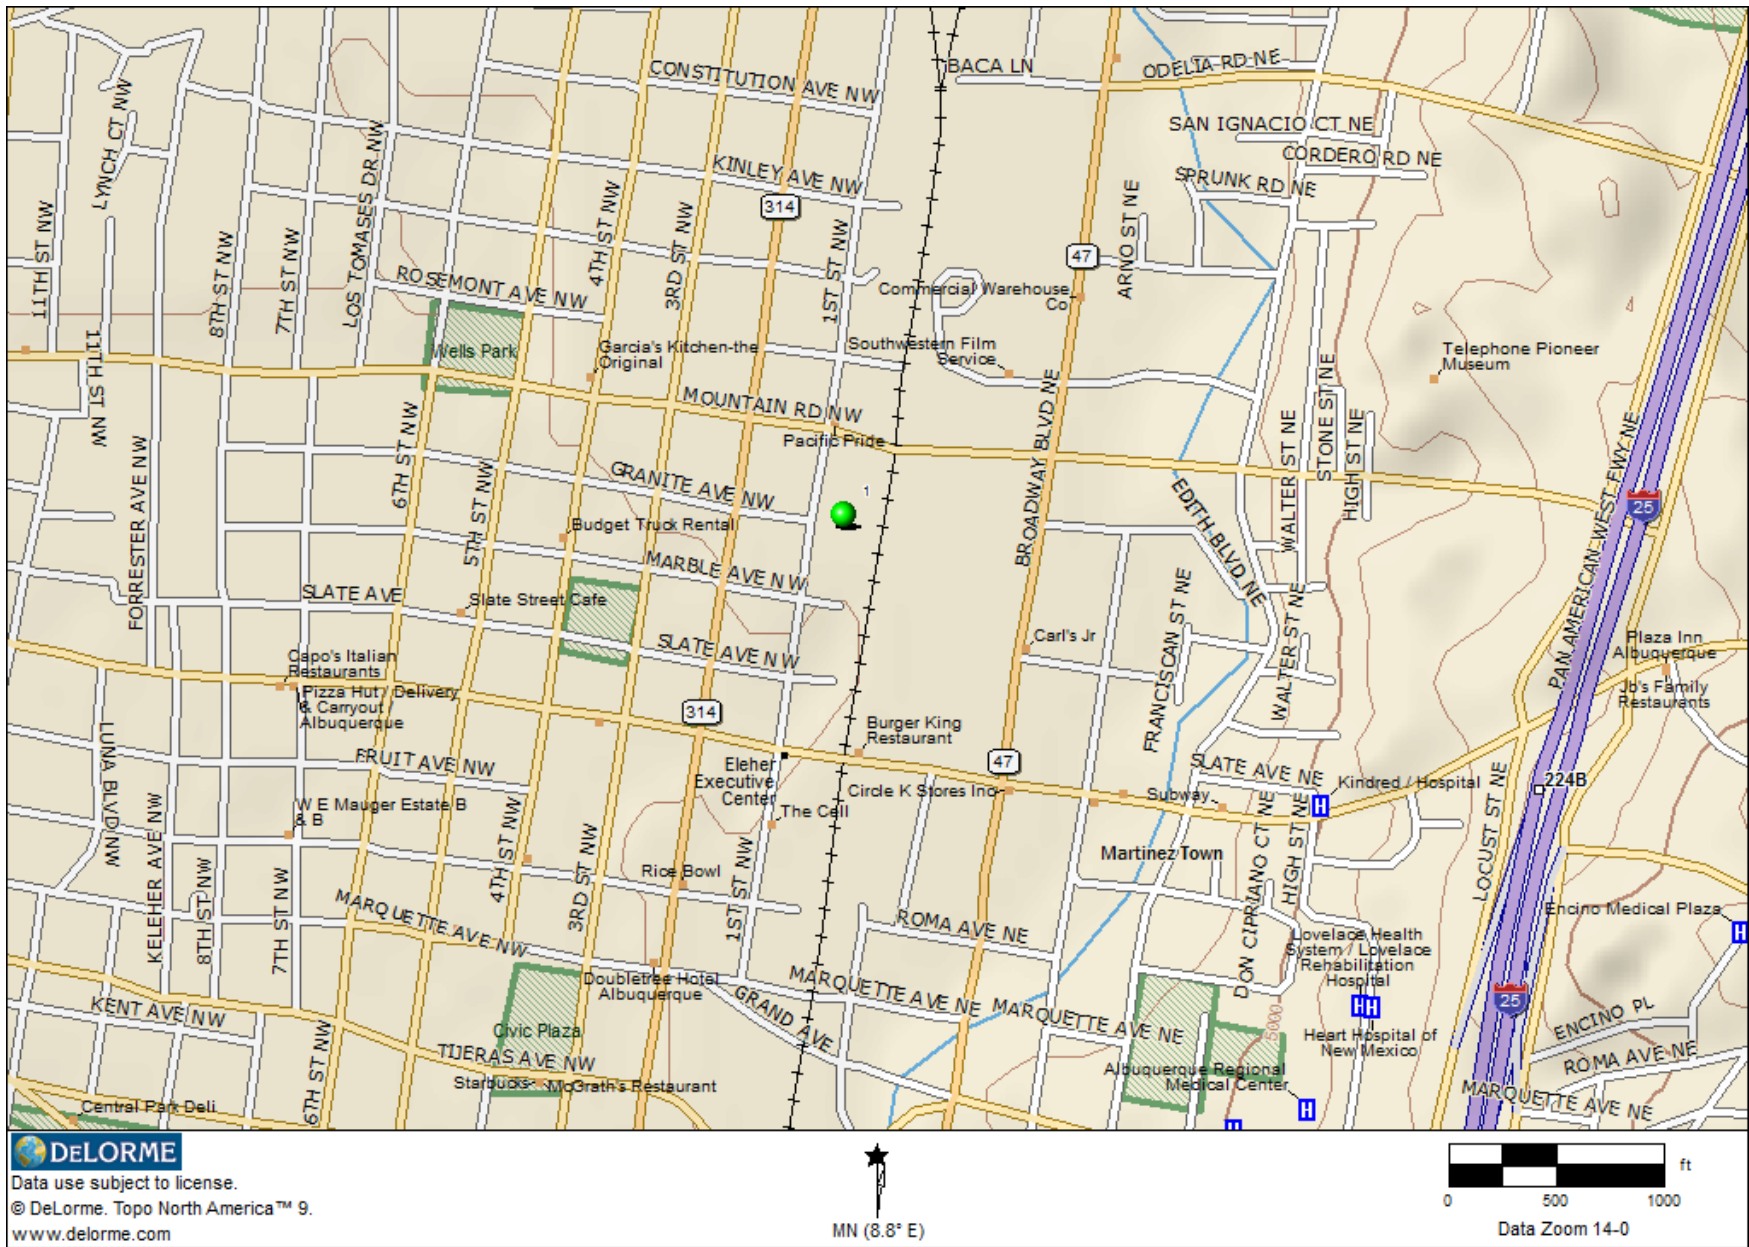 CONSTITUTION AVE NW
BACA LN
ODELIA RD NE
SAN IGNACIO CT NE
CORDERO RD NE
SPRUNK RD NE
KINLEY AVE NW
314
47
LYNCH CT NW
LOS TOMASES DR NW
11TH ST NW
8TH ST NW
7TH ST NW
4TH ST NW
3RD ST NW
1ST ST NW
ARNO ST NE
ROSEMONT AVE NW
Commercial Warehouse
Co
Wells Park
Garcia's Kitchen-the
Original
Southwestern Film
Service
Telephone Pioneer
Museum
11TH ST NW
MOUNTAIN RD NW
Pacific Pride
BROADWAY BLVD NE
WALTER ST NE
STONE ST NE
HIGH ST NE
PAN AMERICAN WEST FWY NE
25
FORRESTER AVE NW
6TH ST NW
5TH ST NW
GRANITE AVE NW
1
EDITH BLVD NE
Budget Truck Rental
MARBLE AVE NW
SLATE AVE
Slate Street Cafe
SLATE AVE NW
Carl's Jr
FRANCISCAN ST NE
WALTER ST NE
Plaza Inn
Albuquerque
Jb's Family
Restaurants
Capo's Italian
Restaurants
Pizza Hut / Delivery
& Carryout /
Albuquerque
314
Burger King
Restaurant
47
LUNA BLVD NW
FRUIT AVE NW
Eleher
Executive
Center
Circle K Stores Inc
Subway
SLATE AVE NE
Kindred / Hospital
H
224B
W E Mauger Estate B
& B
The Cell
Martinez Town
KELEHER AVE NW
8TH ST NW
7TH ST NW
4TH ST NW
3RD ST NW
Rice Bowl
1ST ST NW
DON CIPRIANO CT NE
HIGH ST NE
LOCUST ST NE
Encino Medical Plaza
H
MARQUETTE AVE NW
ROMA AVE NE
Lovelace Health
System / Lovelace
Rehabilitation
Hospital
H H
Doubletree Hotel
Albuquerque
MARQUETTE AVE NE
MARQUETTE AVE NE
25
KENT AVE NW
GRAND AVE
Civic Plaza
5000
Heart Hospital of
New Mexico
ENCINO PL
ROMA AVE NE
TIJERAS AVE NW
Starbucks
McGrath's Restaurant
Albuquerque Regional
Medical Center
H
H
MARQUETTE AVE NE
6TH ST NW
Central Park Deli
DELORME
Data use subject to license.
© DeLorme. Topo North America™ 9.
www.delorme.com
MN (8.8° E)
ft
0 500 1000
Data Zoom 14-0